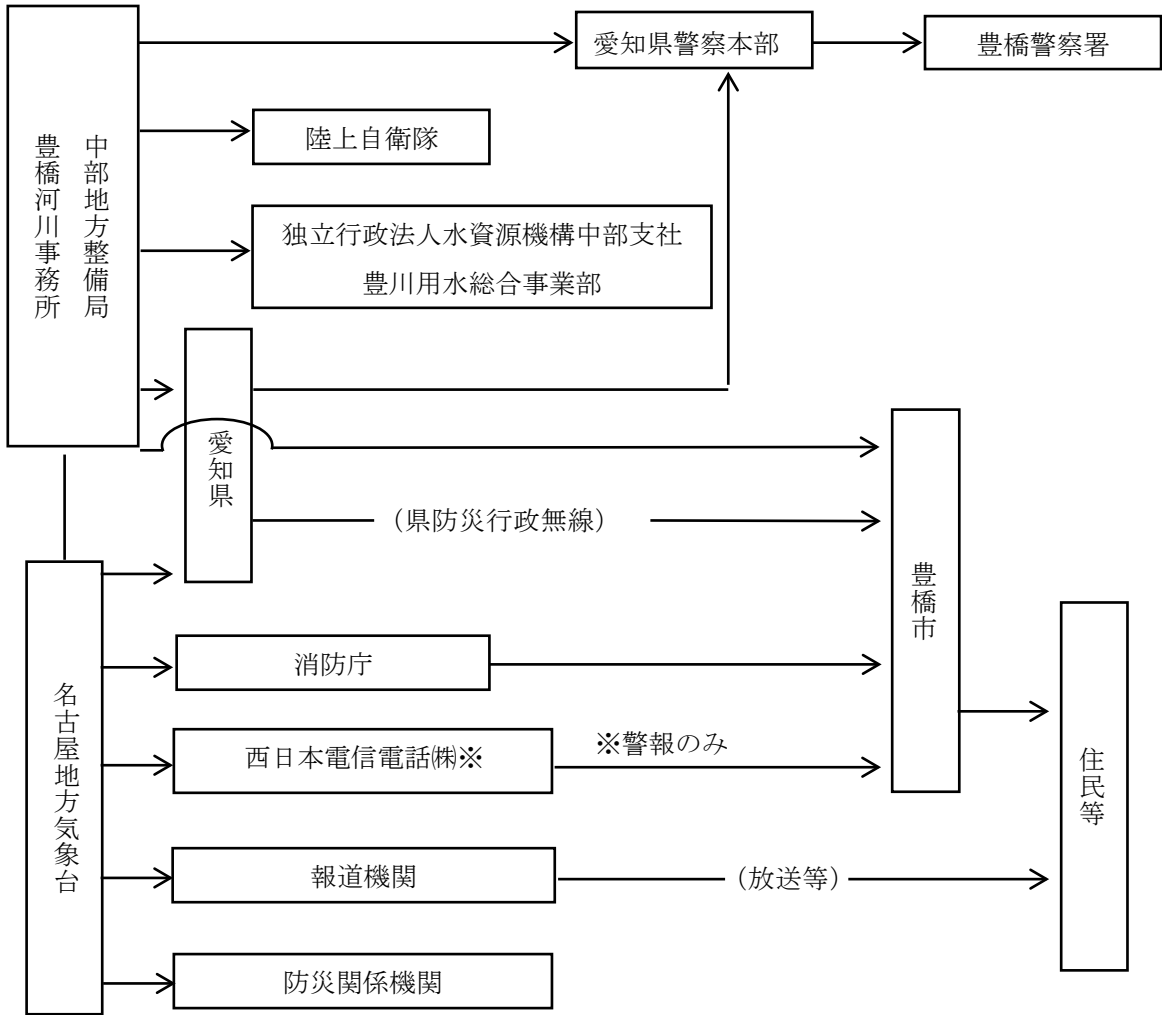 中部地方整備局
豊橋河川事務所
愛知県警察本部
豊橋警察署
陸上自衛隊
独立行政法人水資源機構中部支社
豊川用水総合事業部
愛知県
（県防災行政無線）
豊橋市
名古屋地方気象台
消防庁
西日本電信電話㈱※
※警報のみ
住民等
報道機関
（放送等）
防災関係機関